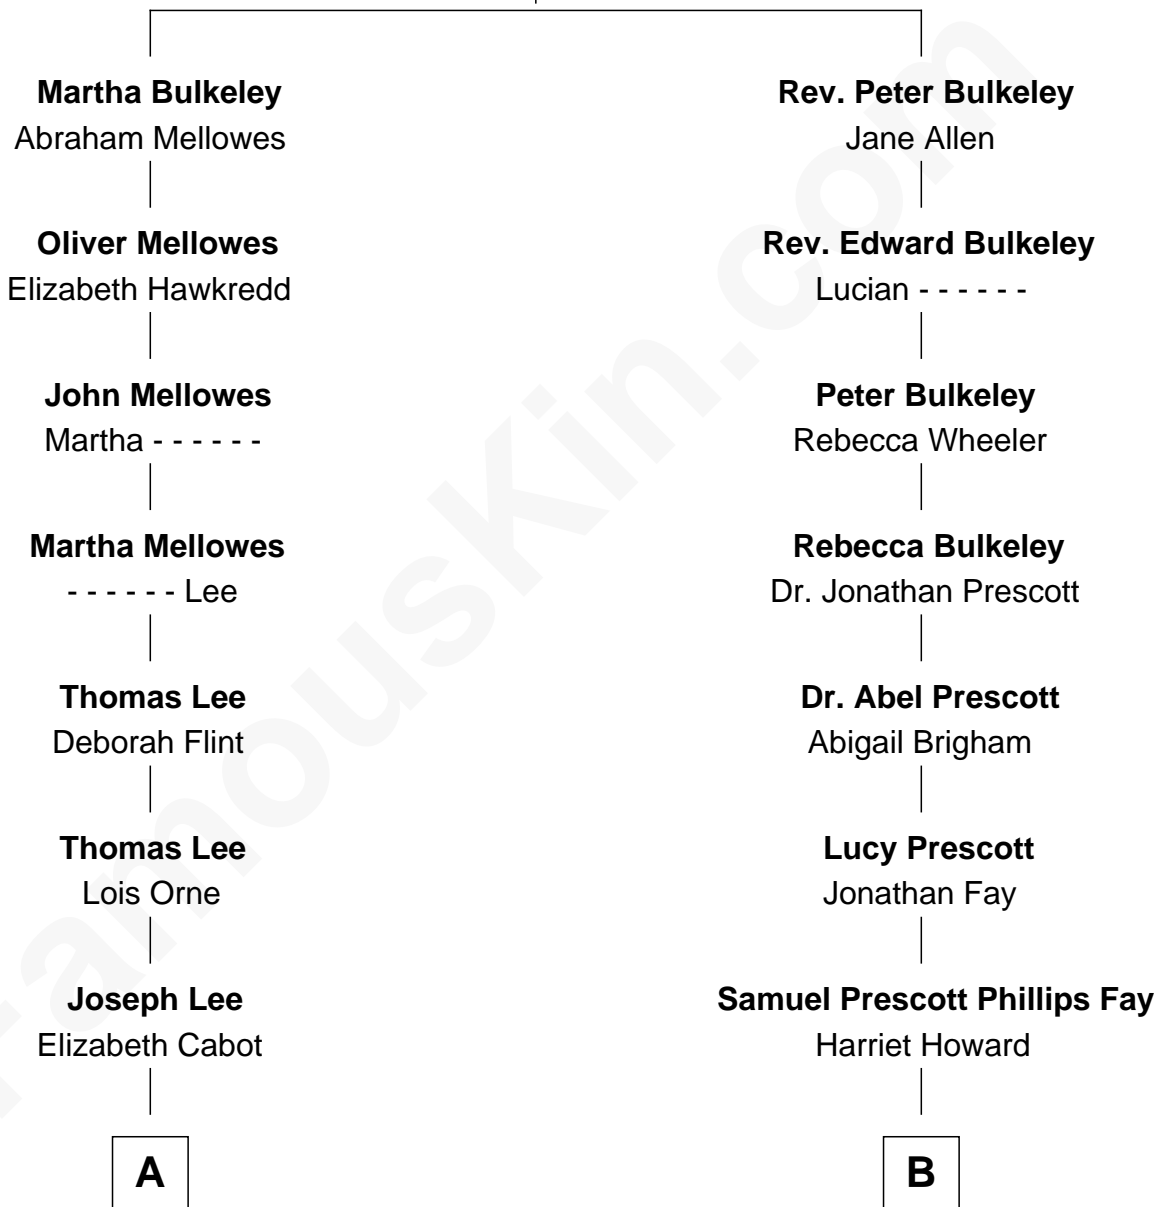 Martha Bulkeley
Abraham Mellowes
Oliver Mellowes
Elizabeth Hawkredd
John Mellowes
Martha - - - - - -
Martha Mellowes
- - - - - - Lee
Thomas Lee
Deborah Flint
Thomas Lee
Lois Orne
Joseph Lee
Elizabeth Cabot
A
Rev. Peter Bulkeley
Jane Allen
Rev. Edward Bulkeley
Lucian - - - - - -
Peter Bulkeley
Rebecca Wheeler
Rebecca Bulkeley
Dr. Jonathan Prescott
Dr. Abel Prescott
Abigail Brigham
Lucy Prescott
Jonathan Fay
Samuel Prescott Phillips Fay
Harriet Howard
B
FamousKin.com